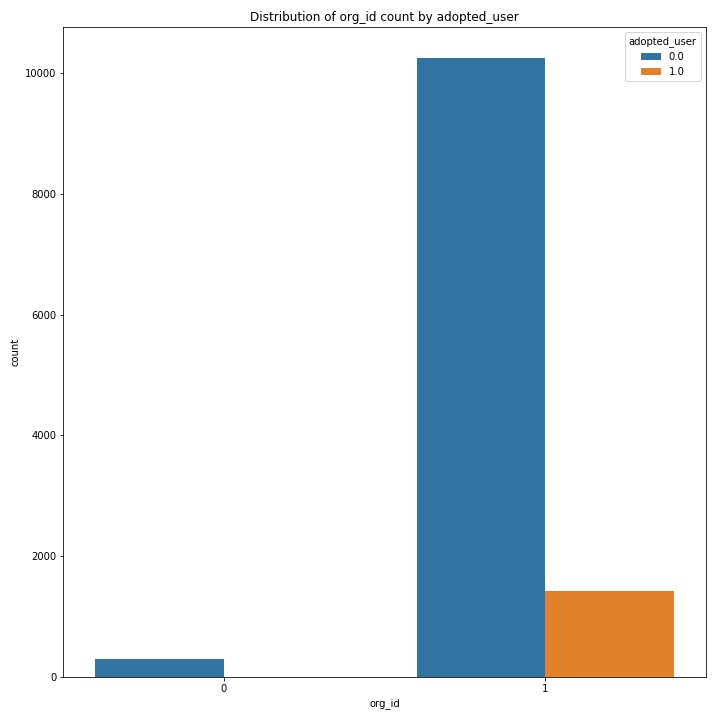 Distribution of org_id count by adopted_user
adopted_user
0.0
1.0
10000
8000
6000
4000
2000
0
count
0
1
org_id